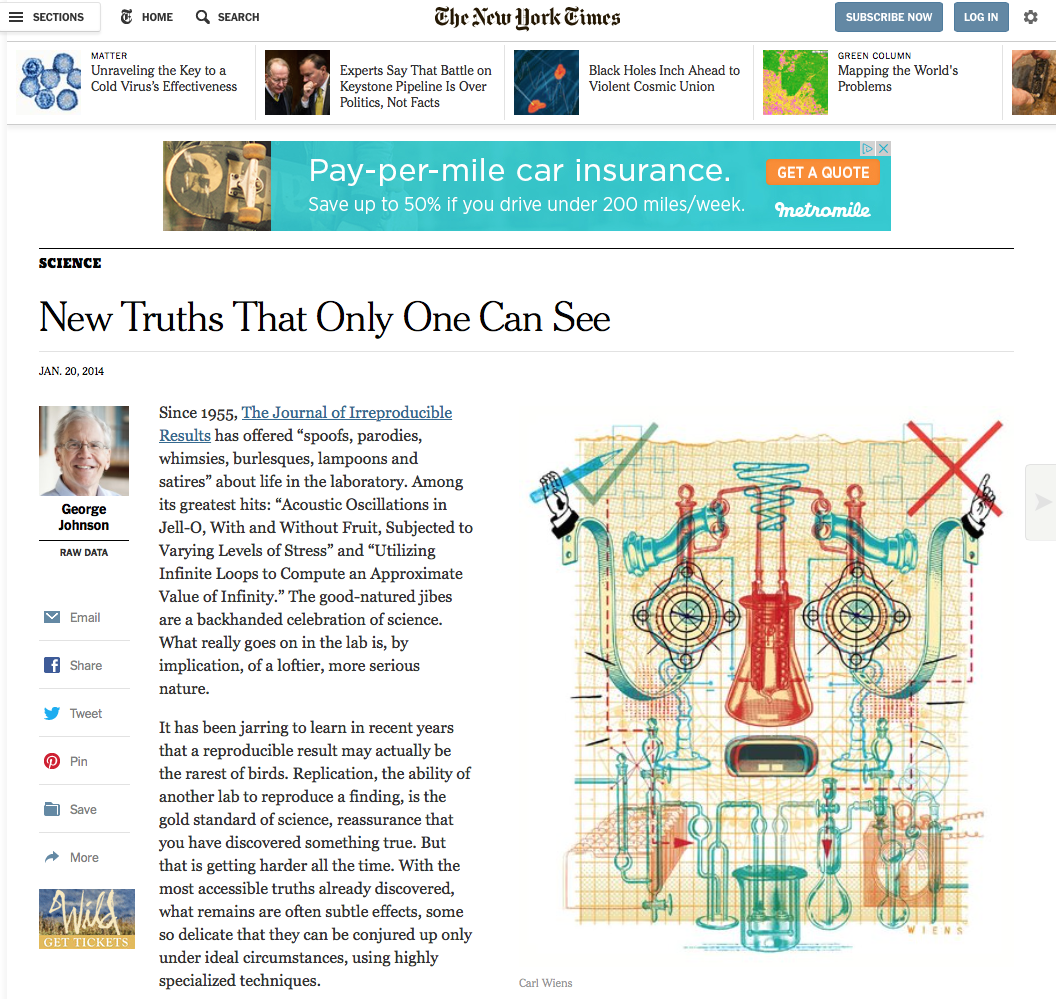 SECTIONS
HOME
SEARCH
The New York Times
SUBSCRIBE NOW
LOG IN
MATTER
Unraveling the Key to a
Cold Virus's Effectiveness
Experts Say That Battle on
Keystone Pipeline Is Over
Politics, Not Facts
Black Holes Inch Ahead to
Violent Cosmic Union
GREEN COLUMN
Mapping the World's
Problems
Pay-per-mile car insurance.
Save up to 50% if you drive under 200 miles/week.
GET A QUOTE
metromile
SCIENCE
New Truths That Only One Can See
JAN. 20, 2014
George
Johnson
RAW DATA
Email
Share
Tweet
Pin
Save
More
Wild
GET TICKETS
Since 1955, The Journal of Irreproducible
Results has offered “spoofs, parodies,
whimsies, burlesques, lampoons and
satires” about life in the laboratory. Among
its greatest hits: “Acoustic Oscillations in
Jell-O, With and Without Fruit, Subjected to
Varying Levels of Stress” and “Utilizing
Infinite Loops to Compute an Approximate
Value of Infinity.” The good-natured jibes
are a backhanded celebration of science.
What really goes on in the lab is, by
implication, of a loftier, more serious
nature.
It has been jarring to learn in recent years
that a reproducible result may actually be
the rarest of birds. Replication, the ability of
another lab to reproduce a finding, is the
gold standard of science, reassurance that
you have discovered something true. But
that is getting harder all the time. With the
most accessible truths already discovered,
what remains are often subtle effects, some
so delicate that they can be conjured up only
under ideal circumstances, using highly
specialized techniques.
WIENS
Carl Wiens